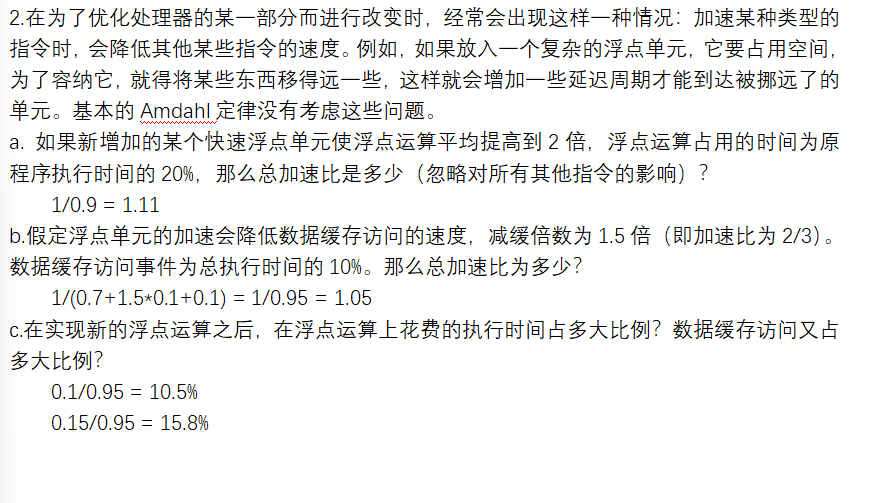 2.在为了优化处理器的某一部分而进行改变时，经常会出现这样一种情况：加速某种类型的
指令时，会降低其他某些指令的速度。例如，如果放入一个复杂的浮点单元，它要占用空间，
为了容纳它，就得将某些东西移得远一些，这样就会增加一些延迟周期才能到达被挪远了的
单元。基本的 Amdahl 定律没有考虑这些问题。
a. 如果新增加的某个快速浮点单元使浮点运算平均提高到 2 倍，浮点运算占用的时间为原
程序执行时间的 20%，那么总加速比是多少（忽略对所有其他指令的影响）？
1/0.9 = 1.11
b.假定浮点单元的加速会降低数据缓存访问的速度，减缓倍数为 1.5 倍（即加速比为 2/3）。
数据缓存访问事件为总执行时间的 10%。那么总加速比为多少？
1/(0.7+1.5*0.1+0.1) = 1/0.95 = 1.05
c.在实现新的浮点运算之后，在浮点运算上花费的执行时间占多大比例？数据缓存访问又占
多大比例？
0.1/0.95 = 10.5%
0.15/0.95 = 15.8%